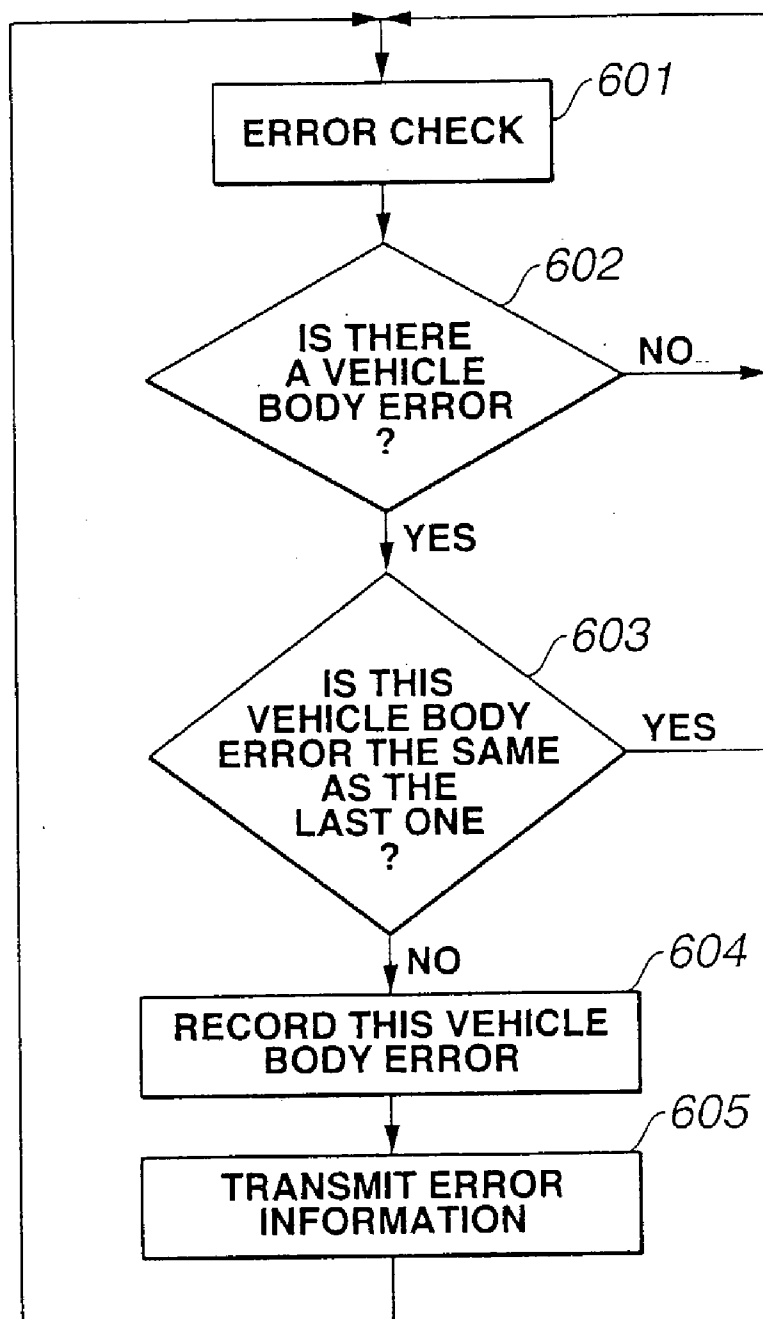 601
ERROR CHECK
602
IS THERE
A VEHICLE
BODY ERROR
?
NO
YES
603
IS THIS
VEHICLE BODY
ERROR THE SAME
AS THE
LAST ONE
?
YES
NO
604
RECORD THIS VEHICLE
BODY ERROR
605
TRANSMIT ERROR
INFORMATION